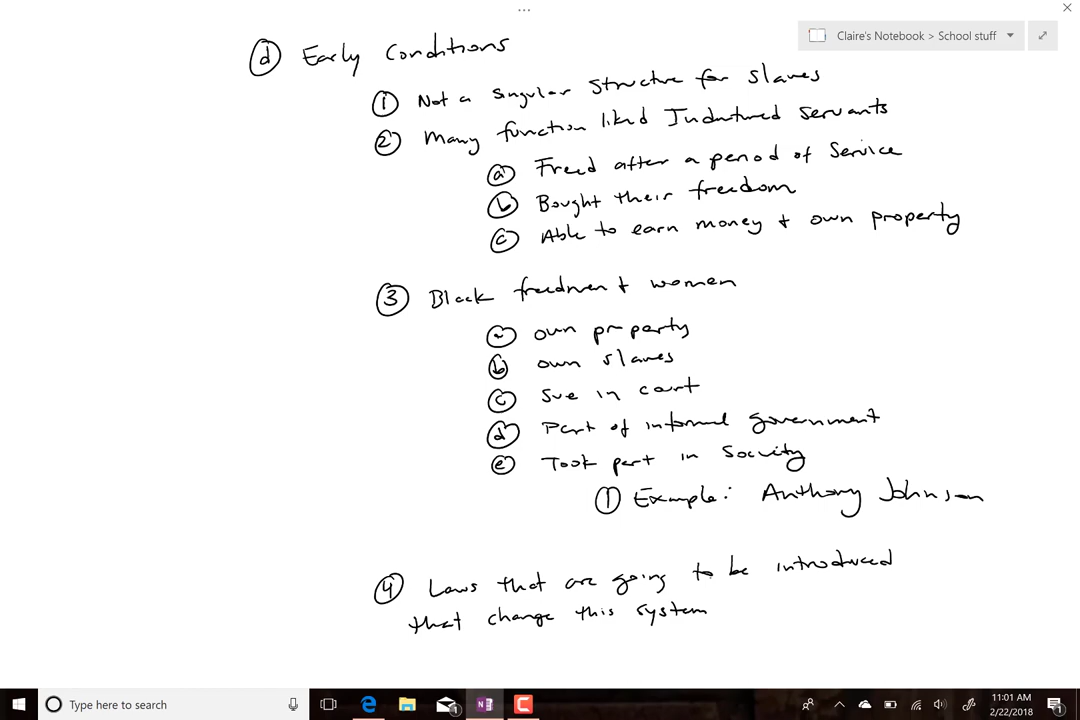 ...
Claire's Notebook > School stuff
d Early Conditions
1 Not a singular structure for slaves
2 Many function liked Indentured servants
a Freed after a period of service
b Bought their freedom
c Able to earn money + own property
3 Black freedmen + women
a own property
b own slaves
c Sue in court
d Part of informal government
e Took part in society
1 Example: Anthony Johnson
4 Laws that are going to be introduced
that change this system
Type here to search
11:01 AM
2/22/2018